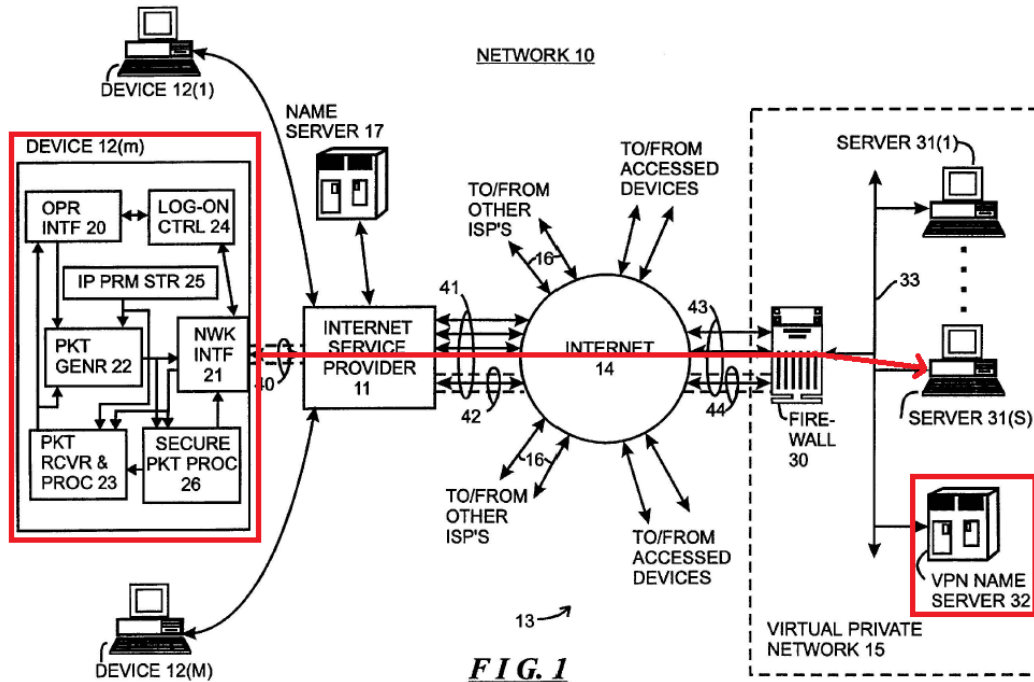 NETWORK 10
DEVICE 12(1)
NAME
SERVER 17
DEVICE 12(m)
OPR
INTF 20
LOG-ON
CTRL 24
IP PRM STR 25
PKT
GENR 22
NWK
INTF
21
PKT
RCVR &
PROC 23
SECURE
PKT PROC
26
40
INTERNET
SERVICE
PROVIDER
11
41
42
TO/FROM
OTHER
ISP'S
16
TO/FROM
ACCESSED
DEVICES
INTERNET
14
16
TO/FROM
OTHER
ISP'S
TO/FROM
ACCESSED
DEVICES
43
44
FIRE-
WALL
30
33
SERVER 31(1)
SERVER 31(S)
VPN NAME
SERVER 32
VIRTUAL PRIVATE
NETWORK 15
13
DEVICE 12(M)
FIG. 1